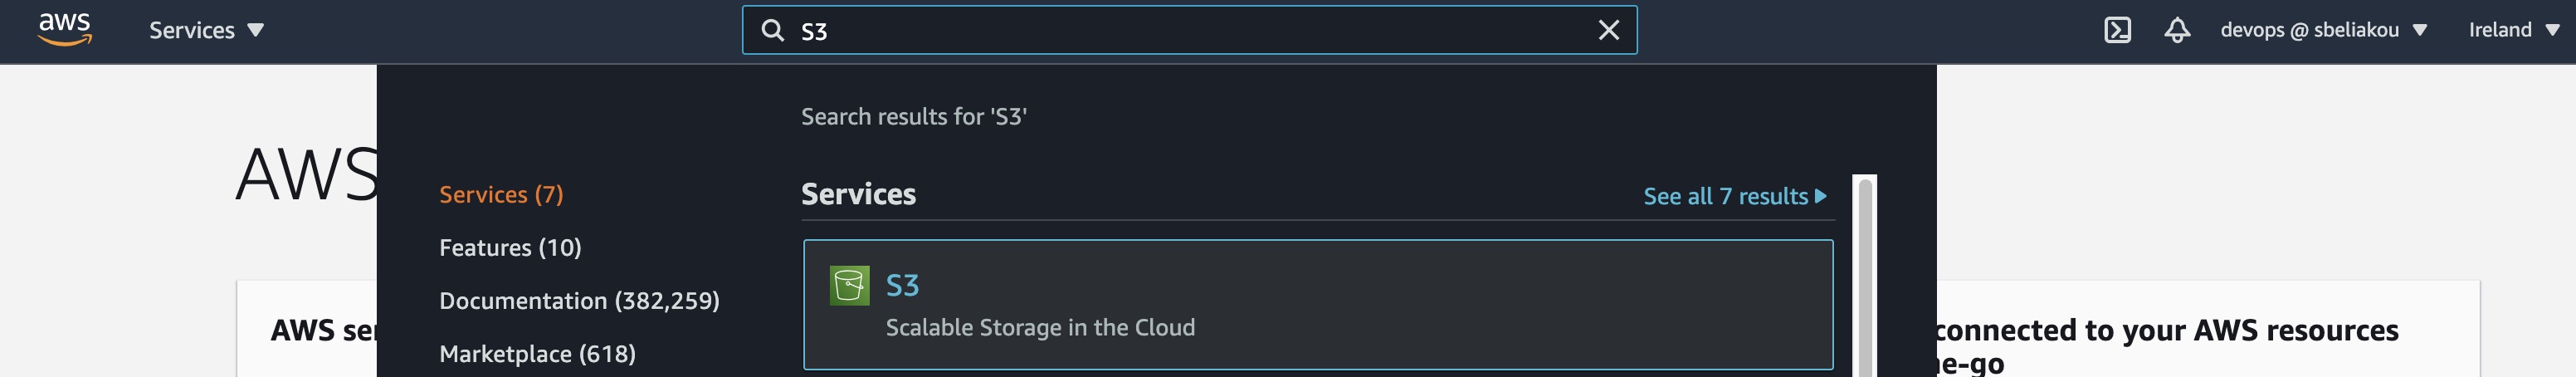 aws
Services
S3
devops @ sbeliakou
Ireland
Search results for 'S3'
AWS
Services (7)
Features (10)
Documentation (382,259)
Marketplace (618)
Services
See all 7 results
S3
Scalable Storage in the Cloud
AWS ser
connected to your AWS resources
e-go